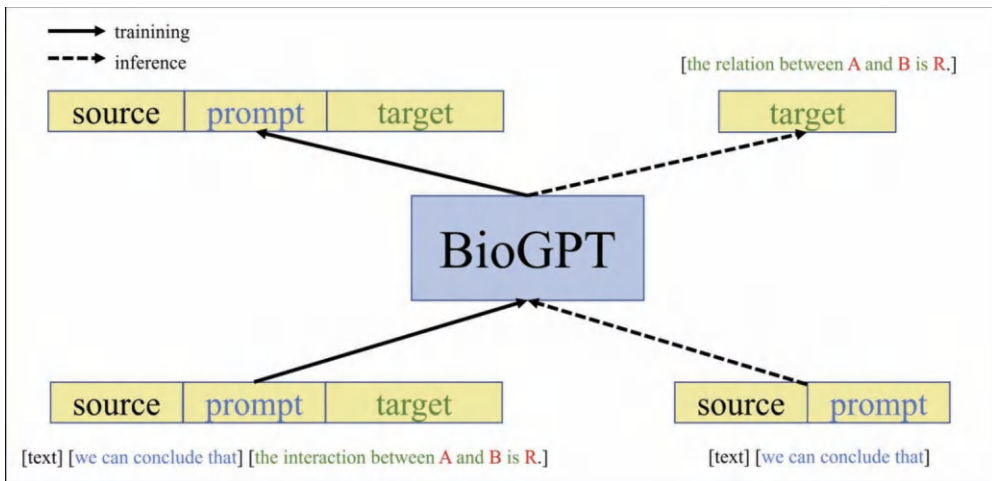 trainining
inference
[the relation between A and B is R.]
source prompt target
target
BioGPT
source prompt target
source prompt
[text] [we can conclude that] [the interaction between A and B is R.]
[text] [we can conclude that]